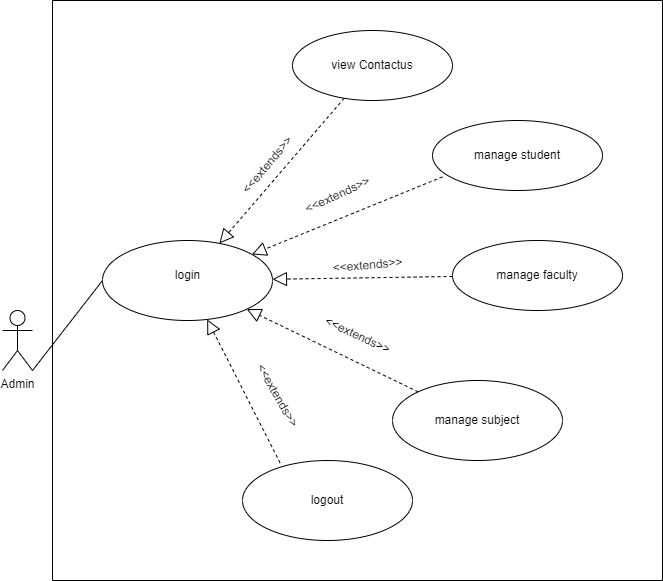 view Contactus
<<extends>>
manage student
<<extends>>
login
<<extends>>
manage faculty
<<extends>>
Admin
<<extends>>
manage subject
logout